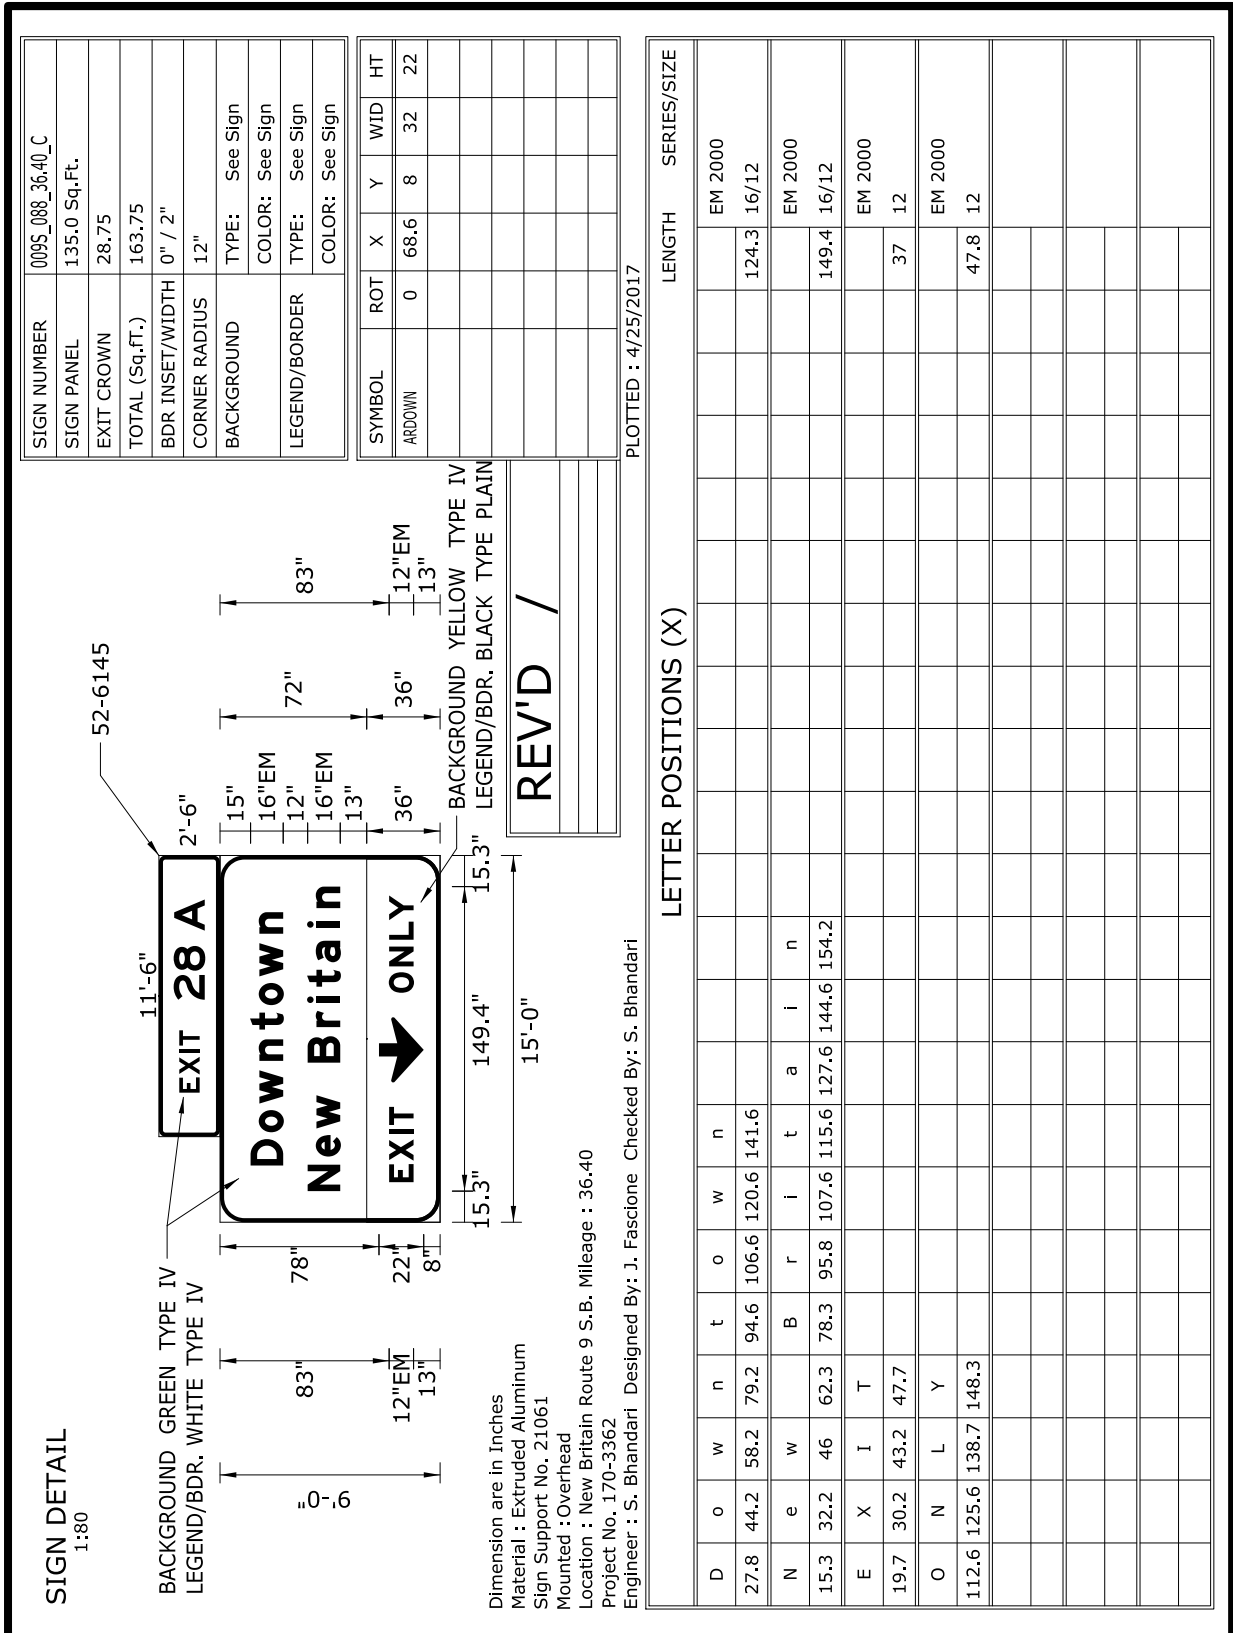 SIGN DETAIL
1:80
BACKGROUND GREEN TYPE IV
LEGEND/BDR. WHITE TYPE IV
52-6145
11'-6"
2'-6"
EXIT 28 A
Downtown
New Britain
EXIT ONLY
9'-0"
83"
12"EM
13"
78"
22"
8"
15"
16"EM
12"
16"EM
13"
36"
72"
36"
83"
12"EM
13"
15.3"
149.4"
15.3"
15'-0"
BACKGROUND YELLOW TYPE IV
LEGEND/BDR. BLACK TYPE PLAIN
REV'D /
Dimension are in Inches
Material : Extruded Aluminum
Sign Support No. 21061
Mounted : Overhead
Location : New Britain Route 9 S.B. Mileage : 36.40
Project No. 170-3362
Engineer : S. Bhandari Designed By: J. Fascione Checked By: S. Bhandari
SIGN NUMBER 009S_088_36.40_C
SIGN PANEL 135.0 Sq.Ft.
EXIT CROWN 28.75
TOTAL (Sq.fT.) 163.75
BDR INSET/WIDTH 0" / 2"
CORNER RADIUS 12"
BACKGROUND TYPE: See Sign
COLOR: See Sign
LEGEND/BORDER TYPE: See Sign
COLOR: See Sign
SYMBOL ROT X Y WID HT
ARDOWN 0 68.6 8 32 22
PLOTTED : 4/25/2017
LETTER POSITIONS (X) LENGTH SERIES/SIZE
D o w n t o w n EM 2000
27.8 44.2 58.2 79.2 94.6 106.6 120.6 141.6 124.3 16/12
N e w B r i t a i n EM 2000
15.3 32.2 46 62.3 78.3 95.8 107.6 115.6 127.6 144.6 154.2 149.4 16/12
E X I T EM 2000
19.7 30.2 43.2 47.7 37 12
O N L Y EM 2000
112.6 125.6 138.7 148.3 47.8 12